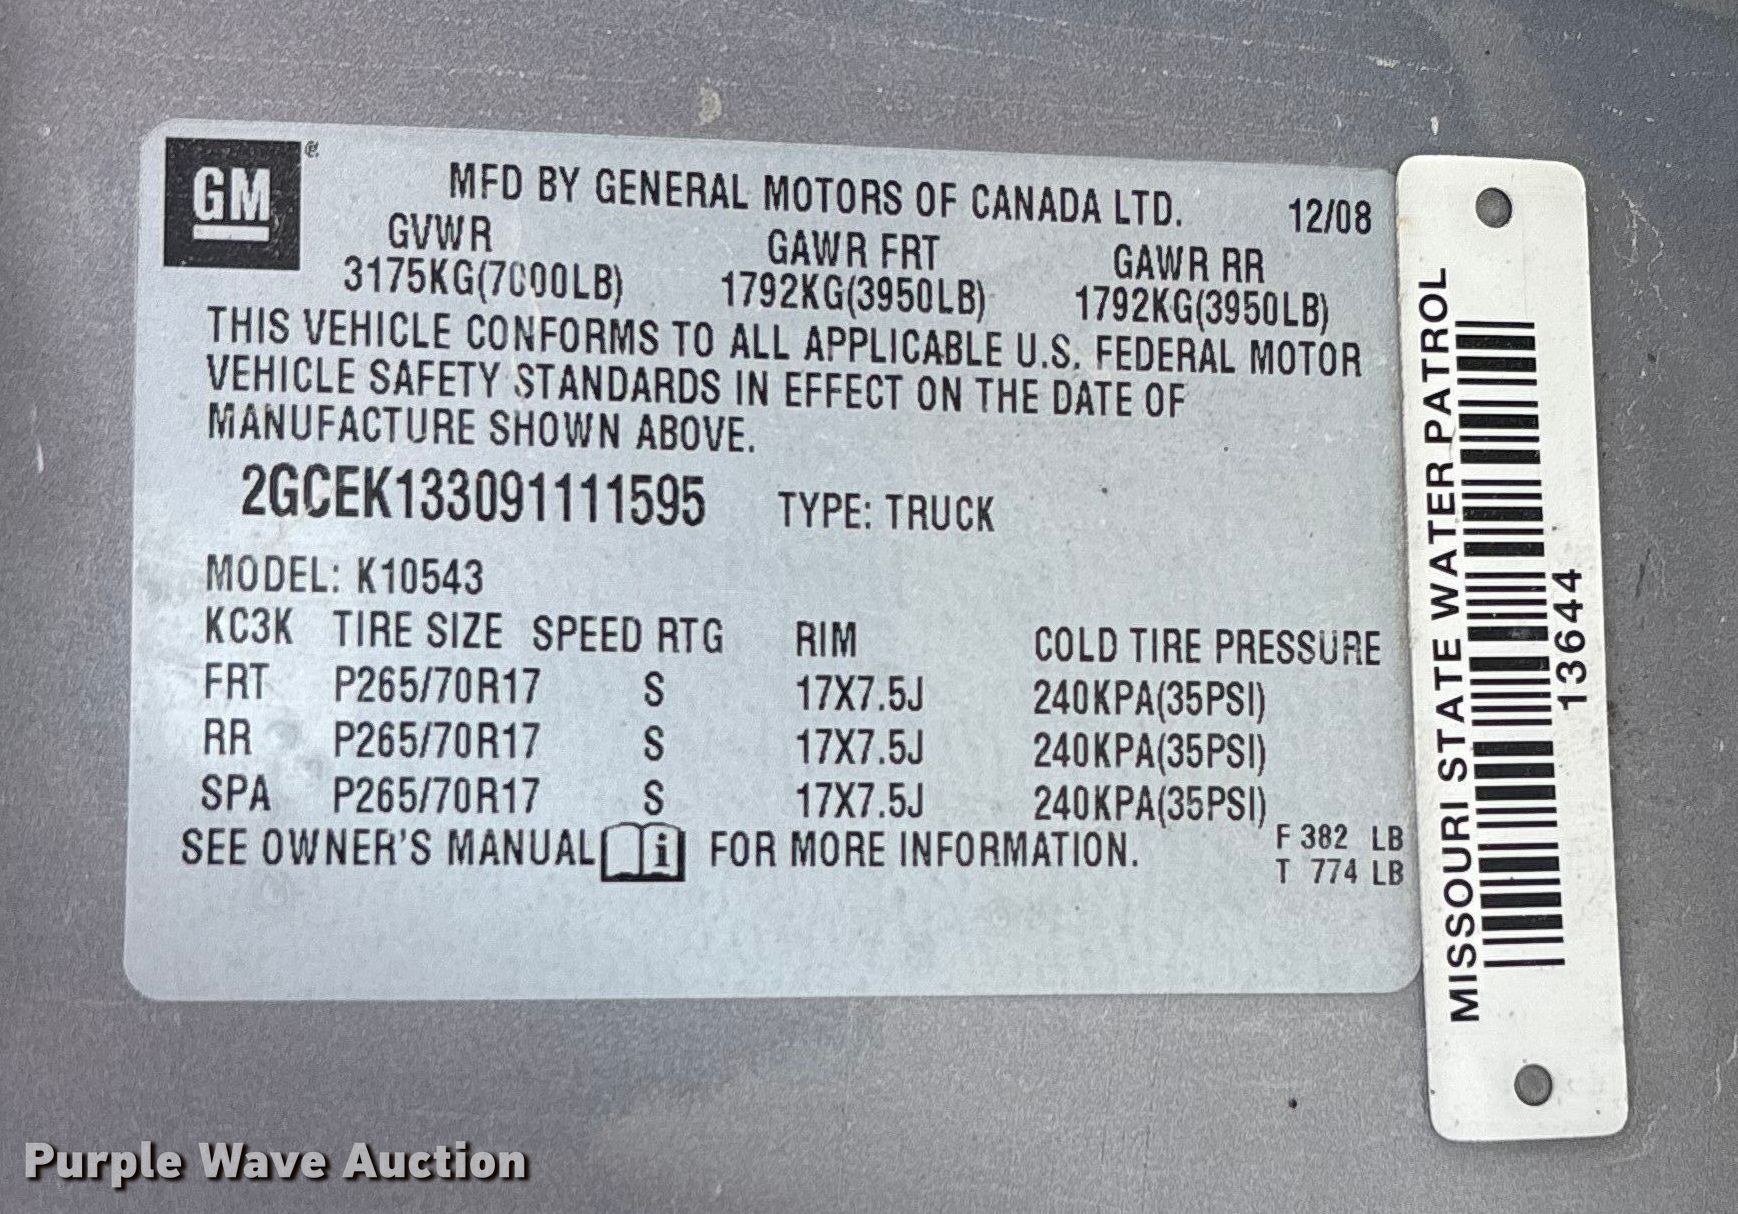 GM
MFD BY GENERAL MOTORS OF CANADA LTD. 12/08
GVWR GAWR FRT GAWR RR
3175KG(7000LB) 1792KG(3950LB) 1792KG(3950LB)
THIS VEHICLE CONFORMS TO ALL APPLICABLE U.S. FEDERAL MOTOR
VEHICLE SAFETY STANDARDS IN EFFECT ON THE DATE OF
MANUFACTURE SHOWN ABOVE.
2GCEK133091111595 TYPE: TRUCK
MODEL: K10543
KC3K TIRE SIZE SPEED RTG RIM COLD TIRE PRESSURE
FRT P265/70R17 S 17X7.5J 240KPA(35PSI)
RR P265/70R17 S 17X7.5J 240KPA(35PSI)
SPA P265/70R17 S 17X7.5J 240KPA(35PSI)
SEE OWNER'S MANUAL i FOR MORE INFORMATION.
F 382 LB
T 774 LB
MISSOURI STATE WATER PATROL
13644
Purple Wave Auction